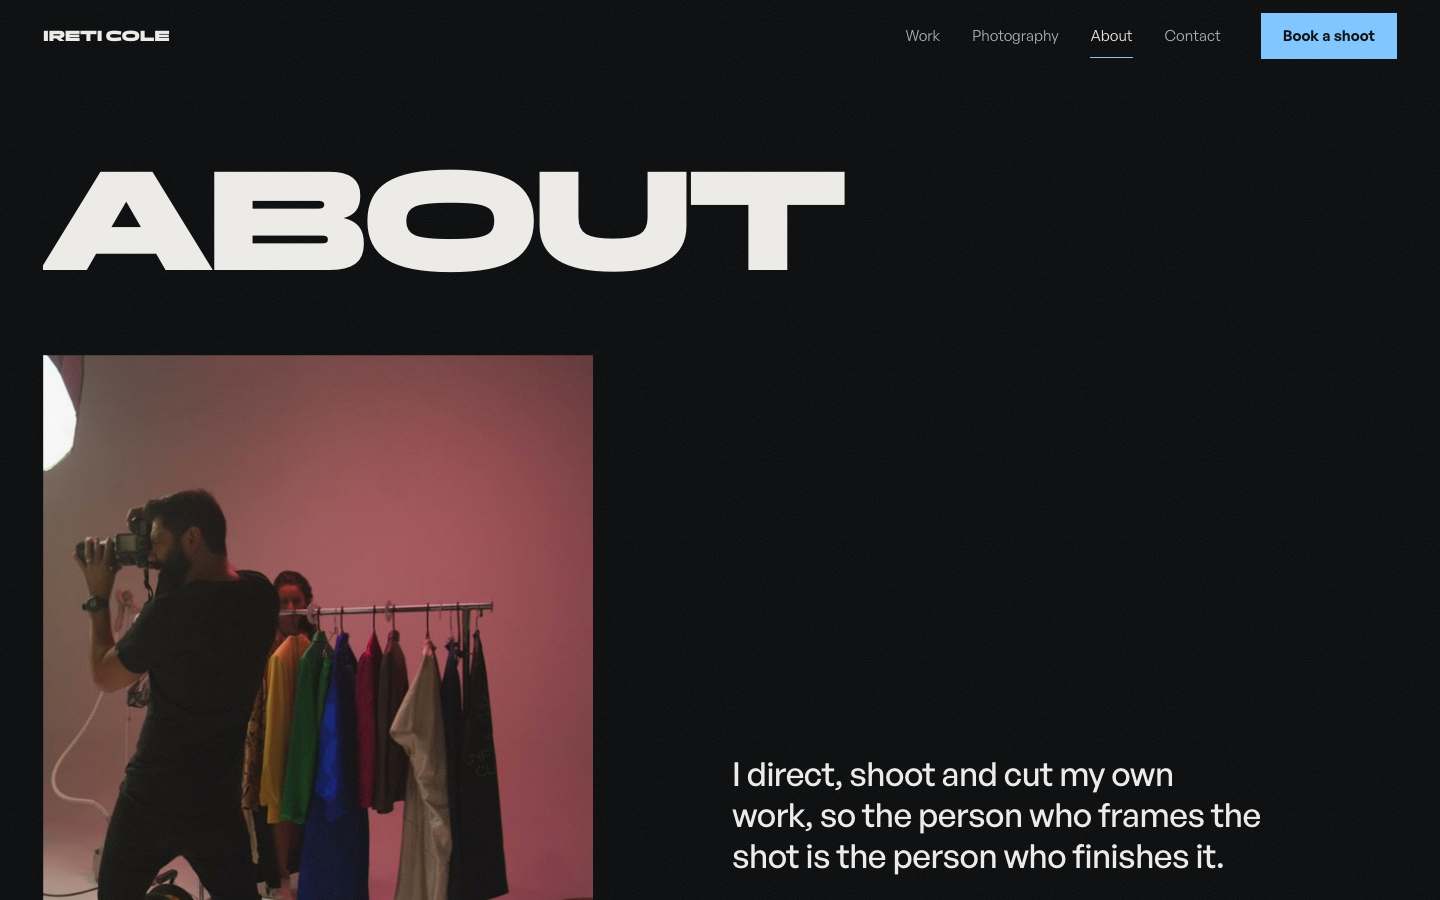 IRETI COLE
Work
Photography
About
Contact
Book a shoot
ABOUT
I direct, shoot and cut my own
work, so the person who frames the
shot is the person who finishes it.